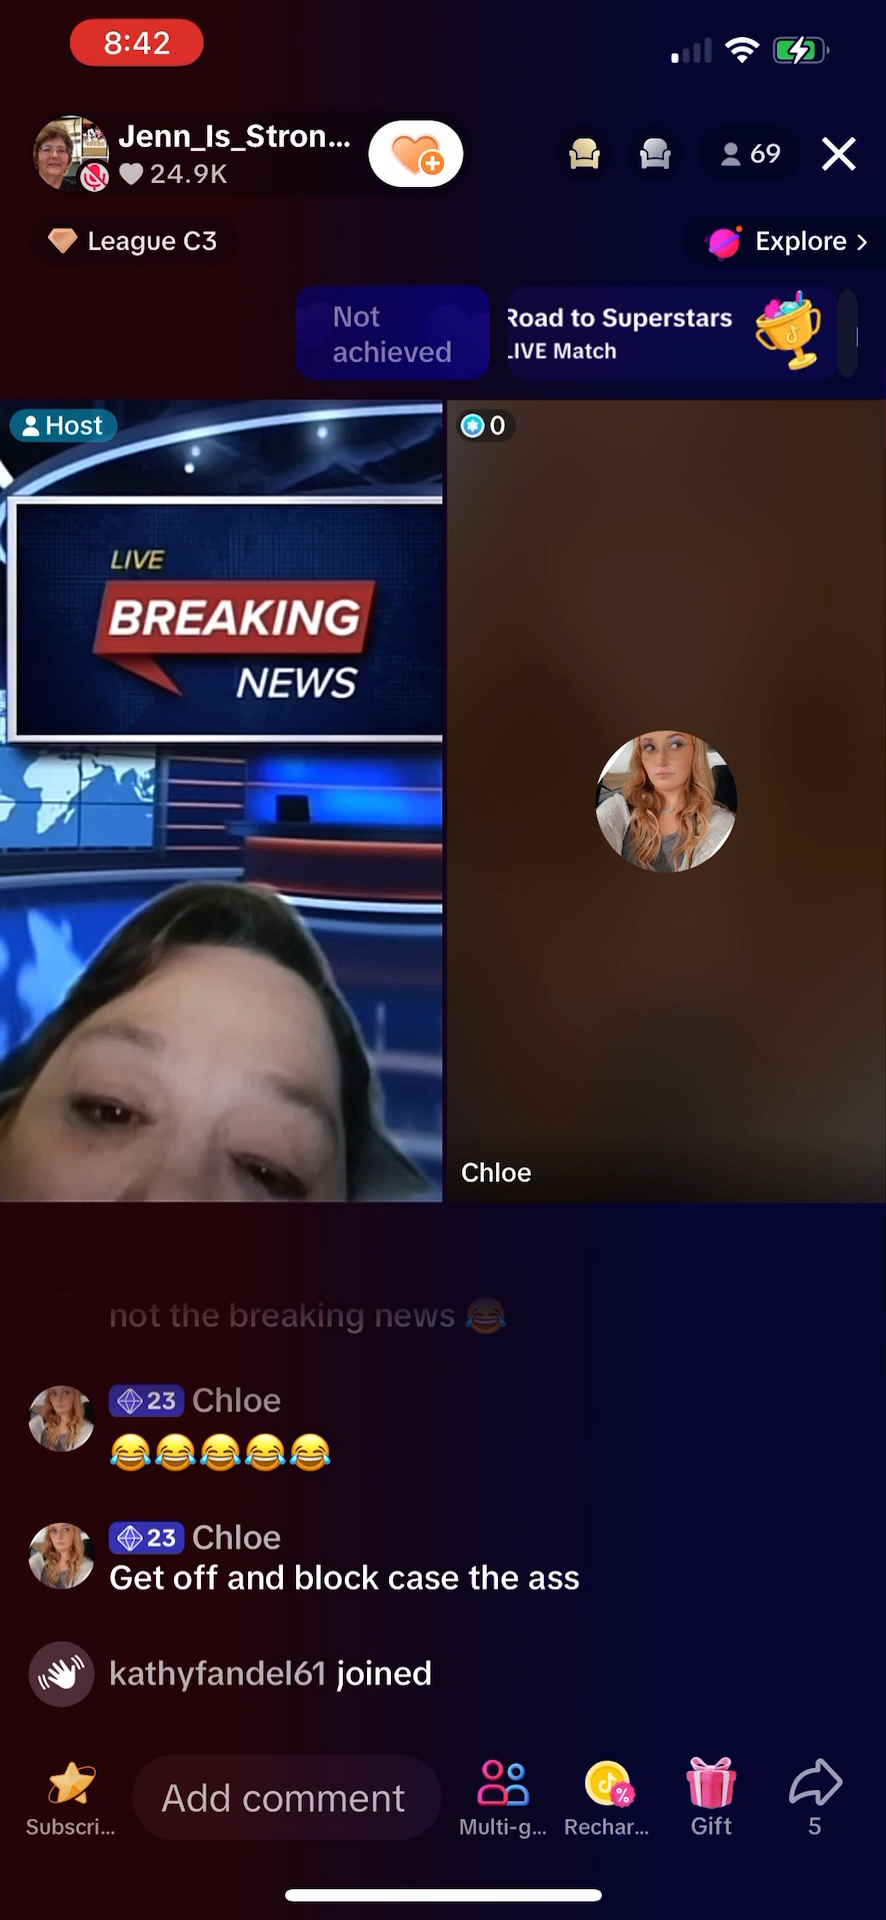 8:42
Jenn_Is_Stron...
24.9K
69
League C3
Explore >
Not
achieved
Road to Superstars
LIVE Match
Host
0
LIVE
BREAKING
NEWS
Chloe
not the breaking news 😂
23 Chloe
😂😂😂😂😂
23 Chloe
Get off and block case the ass
kathyfandel61 joined
Add comment
Subscri...
Multi-g...
Rechar...
Gift
5